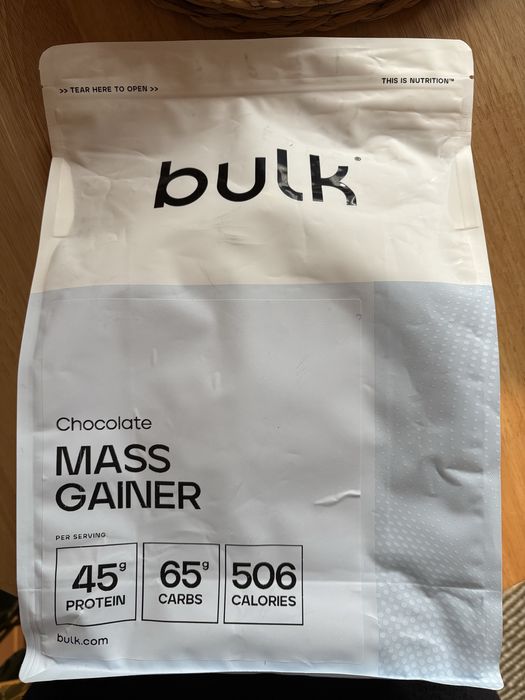 >> TEAR HERE TO OPEN >>
THIS IS NUTRITION™
bulk®
Chocolate
MASS
GAINER
PER SERVING:
45g
PROTEIN
65g
CARBS
506
CALORIES
bulk.com